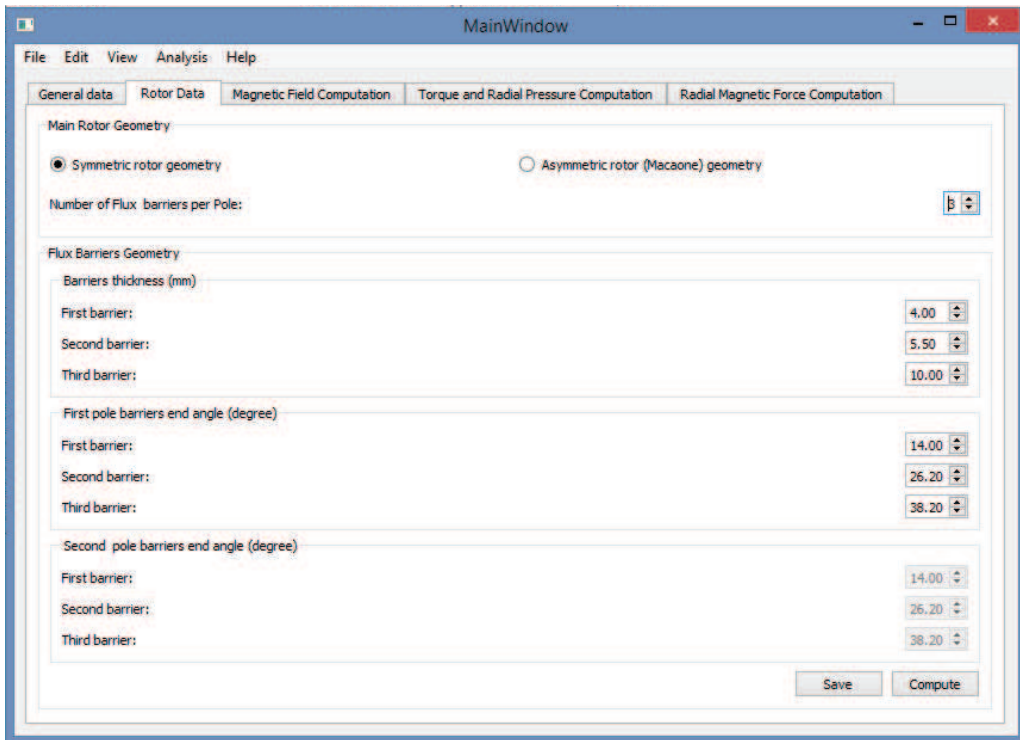 MainWindow
File Edit View Analysis Help
General data Rotor Data Magnetic Field Computation Torque and Radial Pressure Computation Radial Magnetic Force Computation
Main Rotor Geometry
Symmetric rotor geometry Asymmetric rotor (Macaone) geometry
Number of Flux barriers per Pole: 3
Flux Barriers Geometry
Barriers thickness (mm)
First barrier: 4.00
Second barrier: 5.50
Third barrier: 10.00
First pole barriers end angle (degree)
First barrier: 14.00
Second barrier: 26.20
Third barrier: 38.20
Second pole barriers end angle (degree)
First barrier: 14.00
Second barrier: 26.20
Third barrier: 38.20
Save Compute